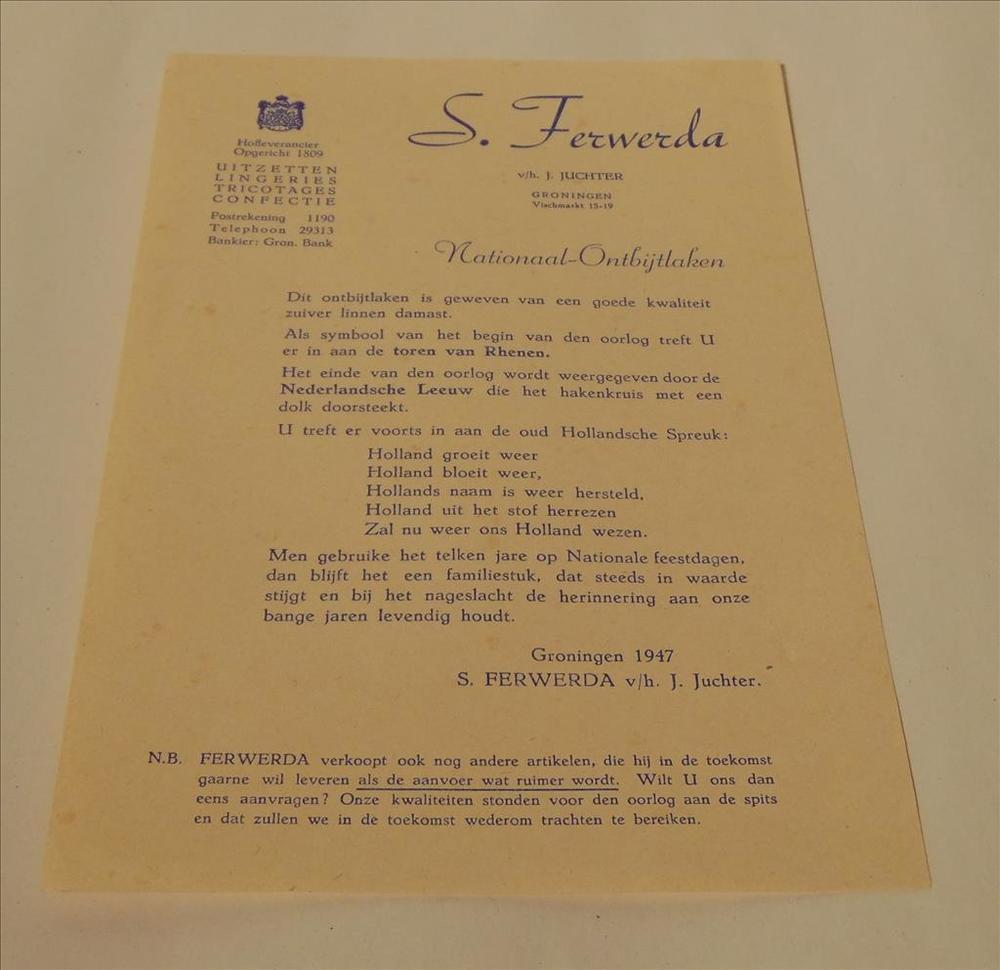 Hofleverancier
Opgericht 1809
UITZETTEN
LINGERIES
TRICOTAGES
CONFECTIE
Postrekening 1190
Telephoon 29313
Bankier: Gron. Bank
S. Ferwerda
v/h. J. JUCHTER
GRONINGEN
Vischmarkt 15-19
Nationaal-Ontbijtlaken
Dit ontbijtlaken is geweven van een goede kwaliteit
zuiver linnen damast.
Als symbool van het begin van den oorlog treft U
er in aan de toren van Rhenen.
Het einde van den oorlog wordt weergegeven door de
Nederlandsche Leeuw die het hakenkruis met een
dolk doorsteekt.
U treft er voorts in aan de oud Hollandsche Spreuk:
Holland groeit weer
Holland bloeit weer,
Hollands naam is weer hersteld,
Holland uit het stof herrezen
Zal nu weer ons Holland wezen.
Men gebruike het telken jare op Nationale feestdagen,
dan blijft het een familiestuk, dat steeds in waarde
stijgt en bij het nageslacht de herinnering aan onze
bange jaren levendig houdt.
Groningen 1947
S. FERWERDA v/h. J. Juchter.
N.B. FERWERDA verkoopt ook nog andere artikelen, die hij in de toekomst
gaarne wil leveren als de aanvoer wat ruimer wordt. Wilt U ons dan
eens aanvragen? Onze kwaliteiten stonden voor den oorlog aan de spits
en dat zullen we in de toekomst wederom trachten te bereiken.